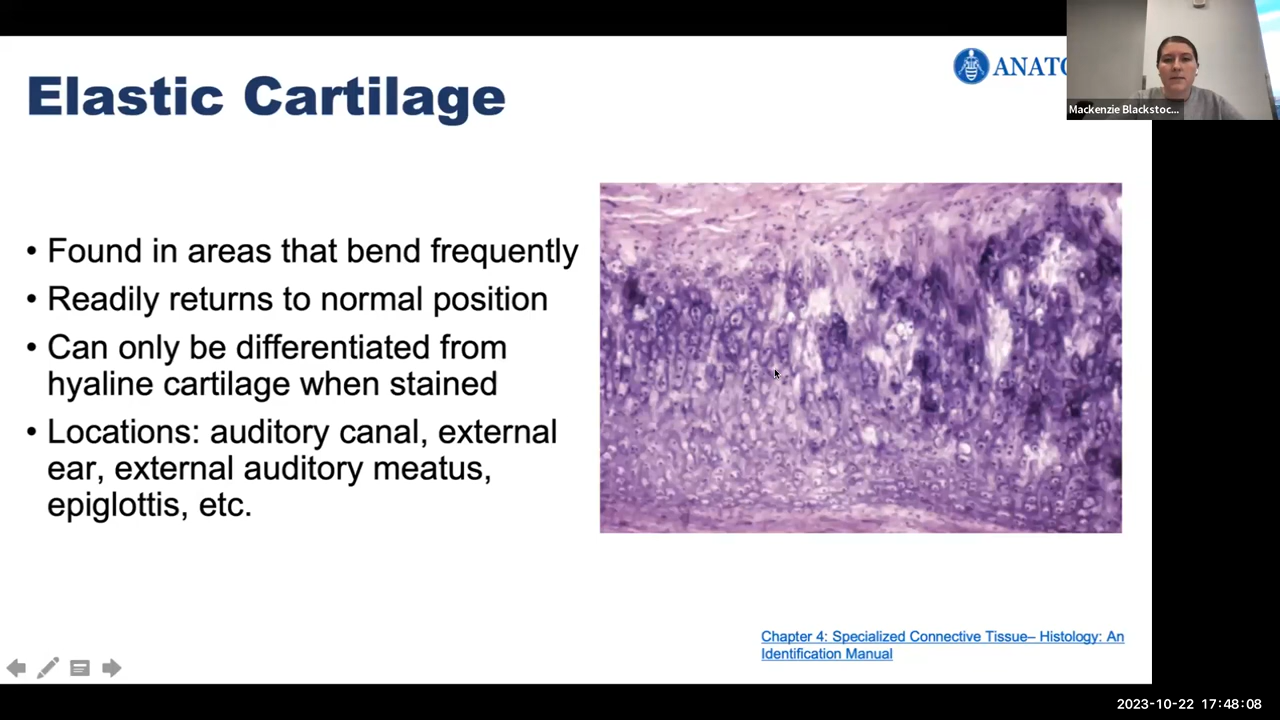 Elastic Cartilage
ANATO
Mackenzie Blackstoc...
• Found in areas that bend frequently
• Readily returns to normal position
• Can only be differentiated from
hyaline cartilage when stained
• Locations: auditory canal, external
ear, external auditory meatus,
epiglottis, etc.
Chapter 4: Specialized Connective Tissue– Histology: An
Identification Manual
2023-10-22 17:48:08